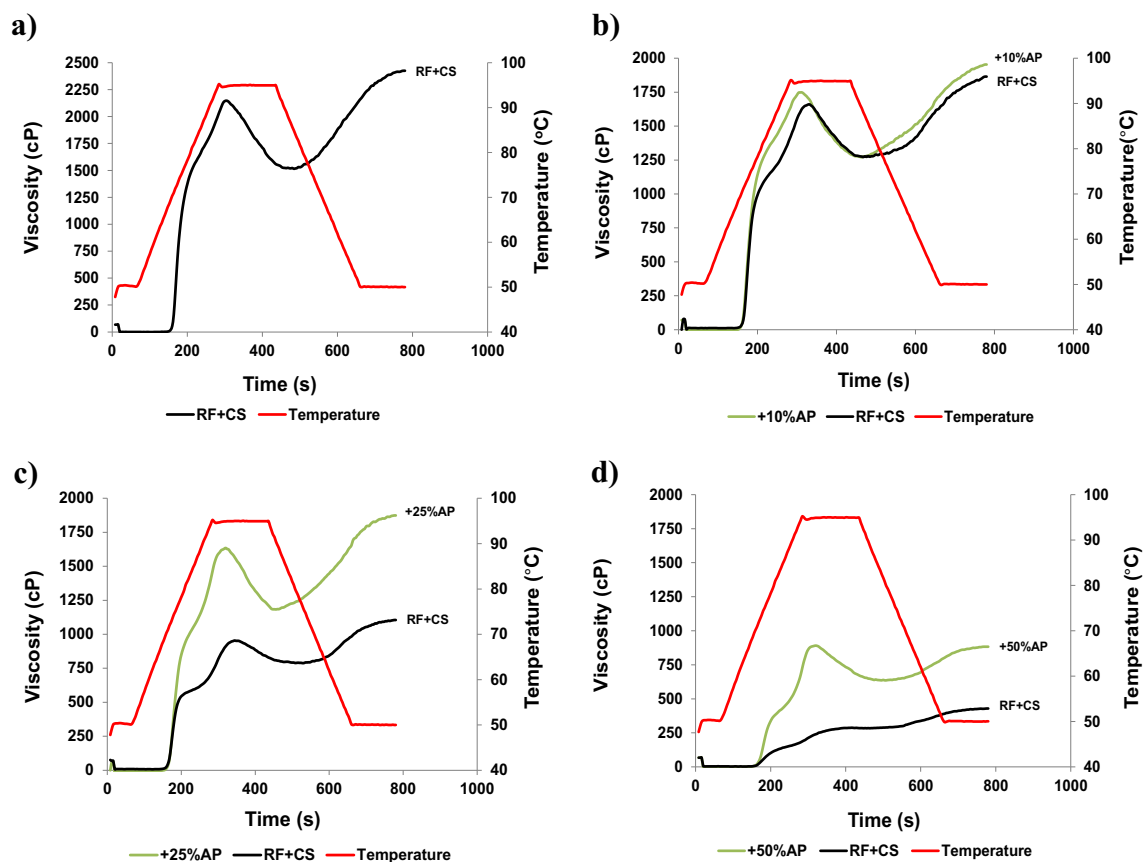 a)
2500
2250
2000
1750
1500
1250
1000
750
500
250
0
Viscosity (cP)
100
90
80
70
60
50
40
Temperature (°C)
RF+CS
0 200 400 600 800 1000
Time (s)
RF+CS Temperature
b)
2000
1750
1500
1250
1000
750
500
250
0
Viscosity (cP)
100
90
80
70
60
50
40
Temperature(°C)
+10%AP
RF+CS
0 200 400 600 800 1000
Time (s)
+10%AP RF+CS Temperature
c)
2000
1750
1500
1250
1000
750
500
250
0
Viscosity (cP)
100
90
80
70
60
50
40
Temperature (°C)
+25%AP
RF+CS
0 200 400 600 800 1000
Time (s)
+25%AP RF+CS Temperature
d)
2000
1750
1500
1250
1000
750
500
250
0
Viscosity (cP)
100
90
80
70
60
50
40
Temperature (°C)
+50%AP
RF+CS
0 200 400 600 800 1000
Time (s)
+50%AP RF+CS Temperature